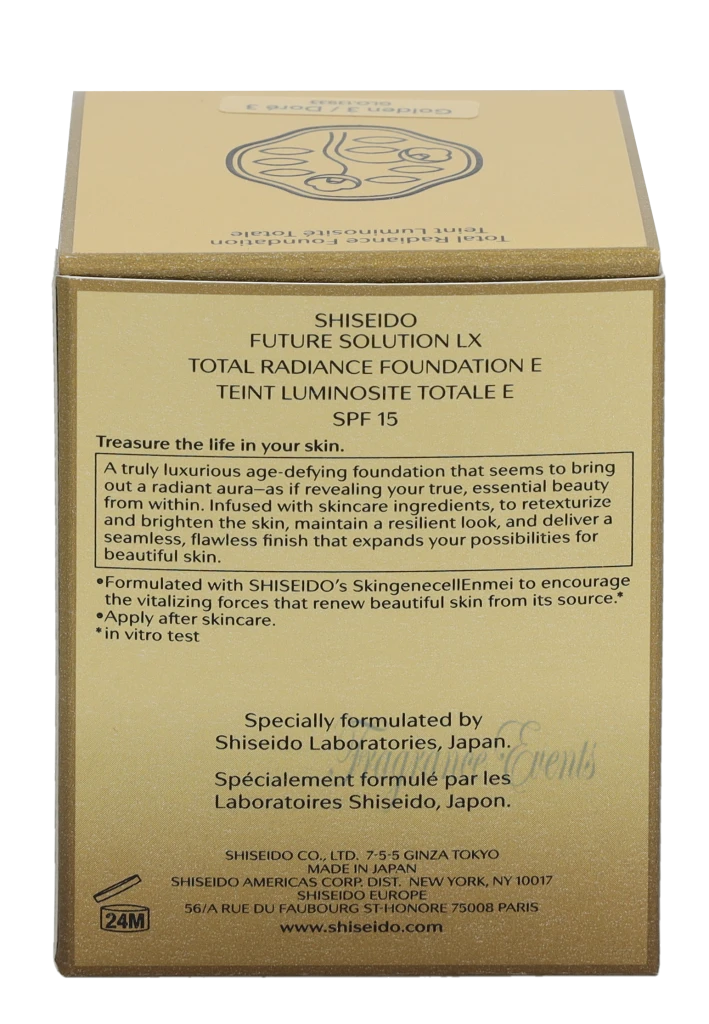 Golden 3 / Doré 3
Total Radiance Foundation
Teint Luminosité Totale
SHISEIDO
FUTURE SOLUTION LX
TOTAL RADIANCE FOUNDATION E
TEINT LUMINOSITE TOTALE E
SPF 15
Treasure the life in your skin.
A truly luxurious age-defying foundation that seems to bring
out a radiant aura—as if revealing your true, essential beauty
from within. Infused with skincare ingredients, to retexturize
and brighten the skin, maintain a resilient look, and deliver a
seamless, flawless finish that expands your possibilities for
beautiful skin.
•Formulated with SHISEIDO's SkingenecellEnmei to encourage
the vitalizing forces that renew beautiful skin from its source.*
•Apply after skincare.
*in vitro test
Specially formulated by
Shiseido Laboratories, Japan.
Fragrance Events
Spécialement formulé par les
Laboratoires Shiseido, Japon.
SHISEIDO CO., LTD. 7-5-5 GINZA TOKYO
MADE IN JAPAN
SHISEIDO AMERICAS CORP. DIST. NEW YORK, NY 10017
SHISEIDO EUROPE
56/A RUE DU FAUBOURG ST-HONORE 75008 PARIS
www.shiseido.com
24M